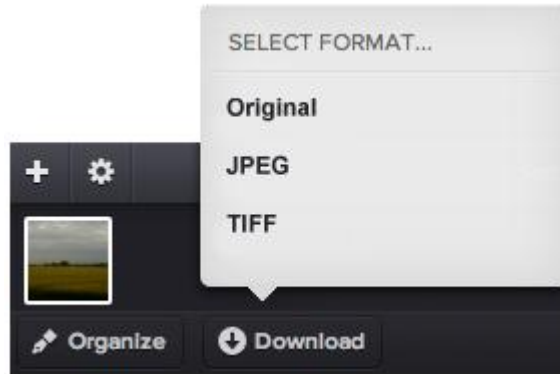 SELECT FORMAT...
Original
JPEG
TIFF
Organize
Download